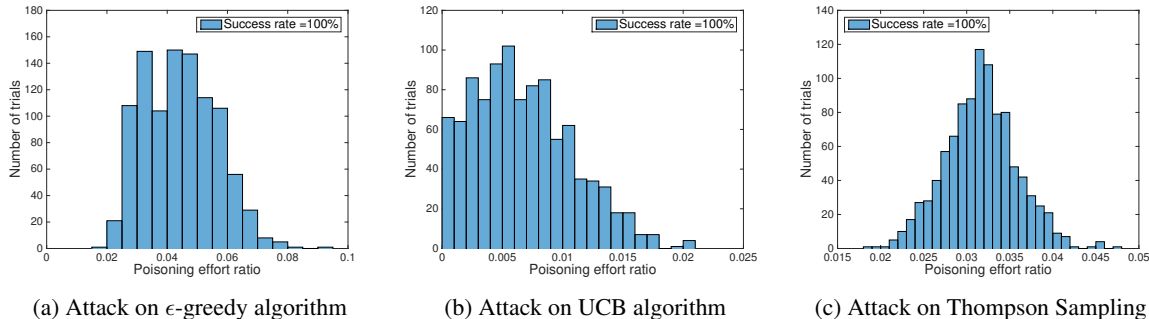 Success rate =100%
180
160
140
120
100
80
60
40
20
0
Number of trials
0 0.02 0.04 0.06 0.08 0.1
Poisoning effort ratio
(a) Attack on ϵ-greedy algorithm
Success rate =100%
120
100
80
60
40
20
0
Number of trials
0 0.005 0.01 0.015 0.02 0.025
Poisoning effort ratio
(b) Attack on UCB algorithm
Success rate =100%
140
120
100
80
60
40
20
0
Number of trials
0.015 0.02 0.025 0.03 0.035 0.04 0.045 0.05
Poisoning effort ratio
(c) Attack on Thompson Sampling